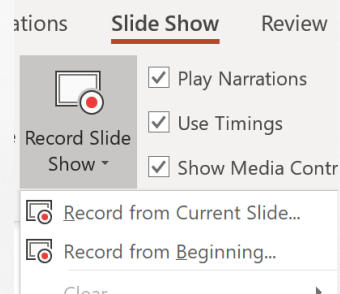 ations Slide Show Review
Record Slide
Show
Play Narrations
Use Timings
Show Media Contr
Record from Current Slide...
Record from Beginning...
Clear